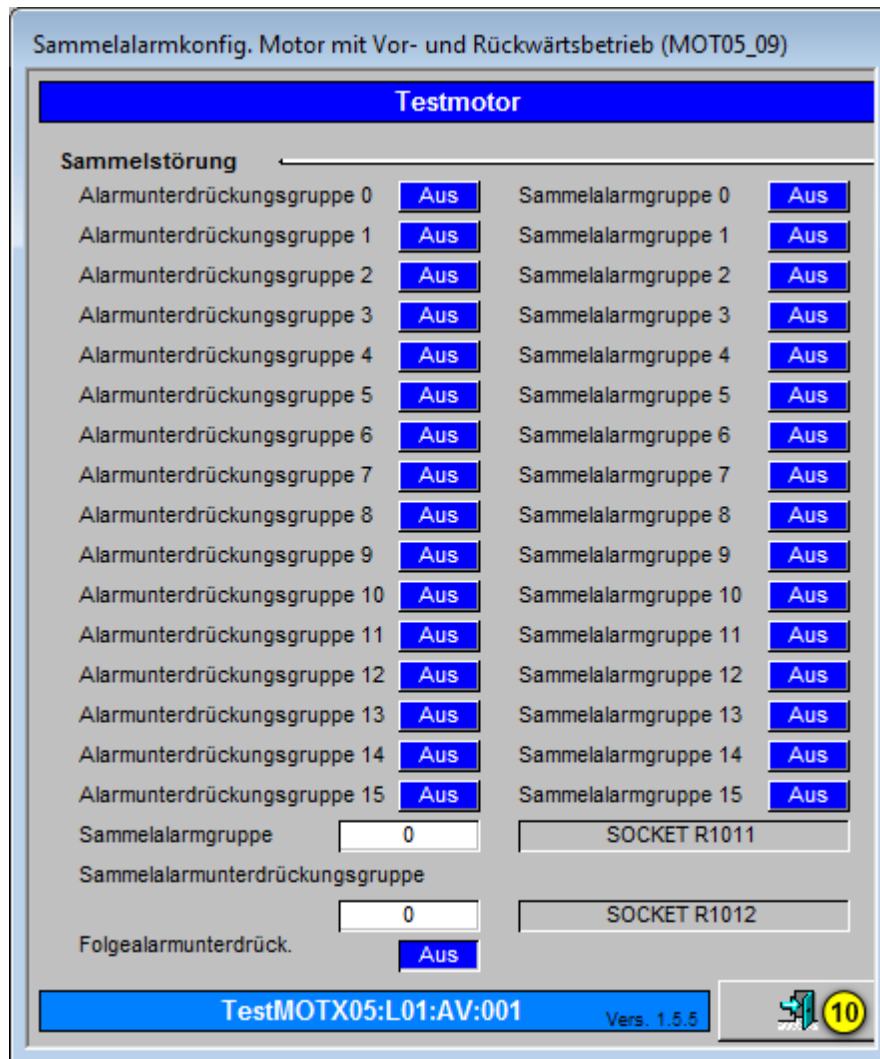 Sammelalarmkonfig. Motor mit Vor- und Rückwärtsbetrieb (MOT05_09)
Testmotor
Sammelstörung
Alarmunterdrückungsgruppe 0 Aus Sammelalarmgruppe 0 Aus
Alarmunterdrückungsgruppe 1 Aus Sammelalarmgruppe 1 Aus
Alarmunterdrückungsgruppe 2 Aus Sammelalarmgruppe 2 Aus
Alarmunterdrückungsgruppe 3 Aus Sammelalarmgruppe 3 Aus
Alarmunterdrückungsgruppe 4 Aus Sammelalarmgruppe 4 Aus
Alarmunterdrückungsgruppe 5 Aus Sammelalarmgruppe 5 Aus
Alarmunterdrückungsgruppe 6 Aus Sammelalarmgruppe 6 Aus
Alarmunterdrückungsgruppe 7 Aus Sammelalarmgruppe 7 Aus
Alarmunterdrückungsgruppe 8 Aus Sammelalarmgruppe 8 Aus
Alarmunterdrückungsgruppe 9 Aus Sammelalarmgruppe 9 Aus
Alarmunterdrückungsgruppe 10 Aus Sammelalarmgruppe 10 Aus
Alarmunterdrückungsgruppe 11 Aus Sammelalarmgruppe 11 Aus
Alarmunterdrückungsgruppe 12 Aus Sammelalarmgruppe 12 Aus
Alarmunterdrückungsgruppe 13 Aus Sammelalarmgruppe 13 Aus
Alarmunterdrückungsgruppe 14 Aus Sammelalarmgruppe 14 Aus
Alarmunterdrückungsgruppe 15 Aus Sammelalarmgruppe 15 Aus
Sammelalarmgruppe 0 SOCKET R1011
Sammelalarmunterdrückungsgruppe
0 SOCKET R1012
Folgealarmunterdrück. Aus
TestMOTX05:L01:AV:001 Vers. 1.5.5 10